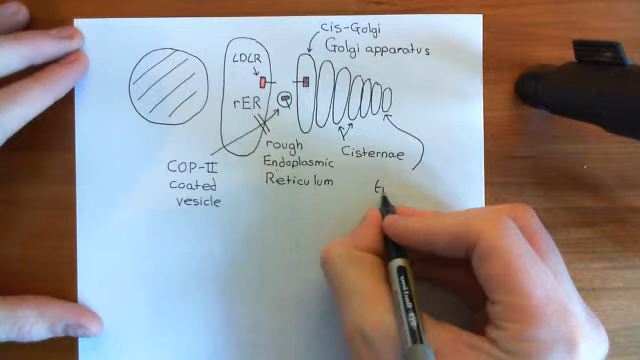 cis-Golgi
Golgi apparatus
LDLR
rER
Cisternae
rough
Endoplasmic
Reticulum
COP-II
coated
vesicle